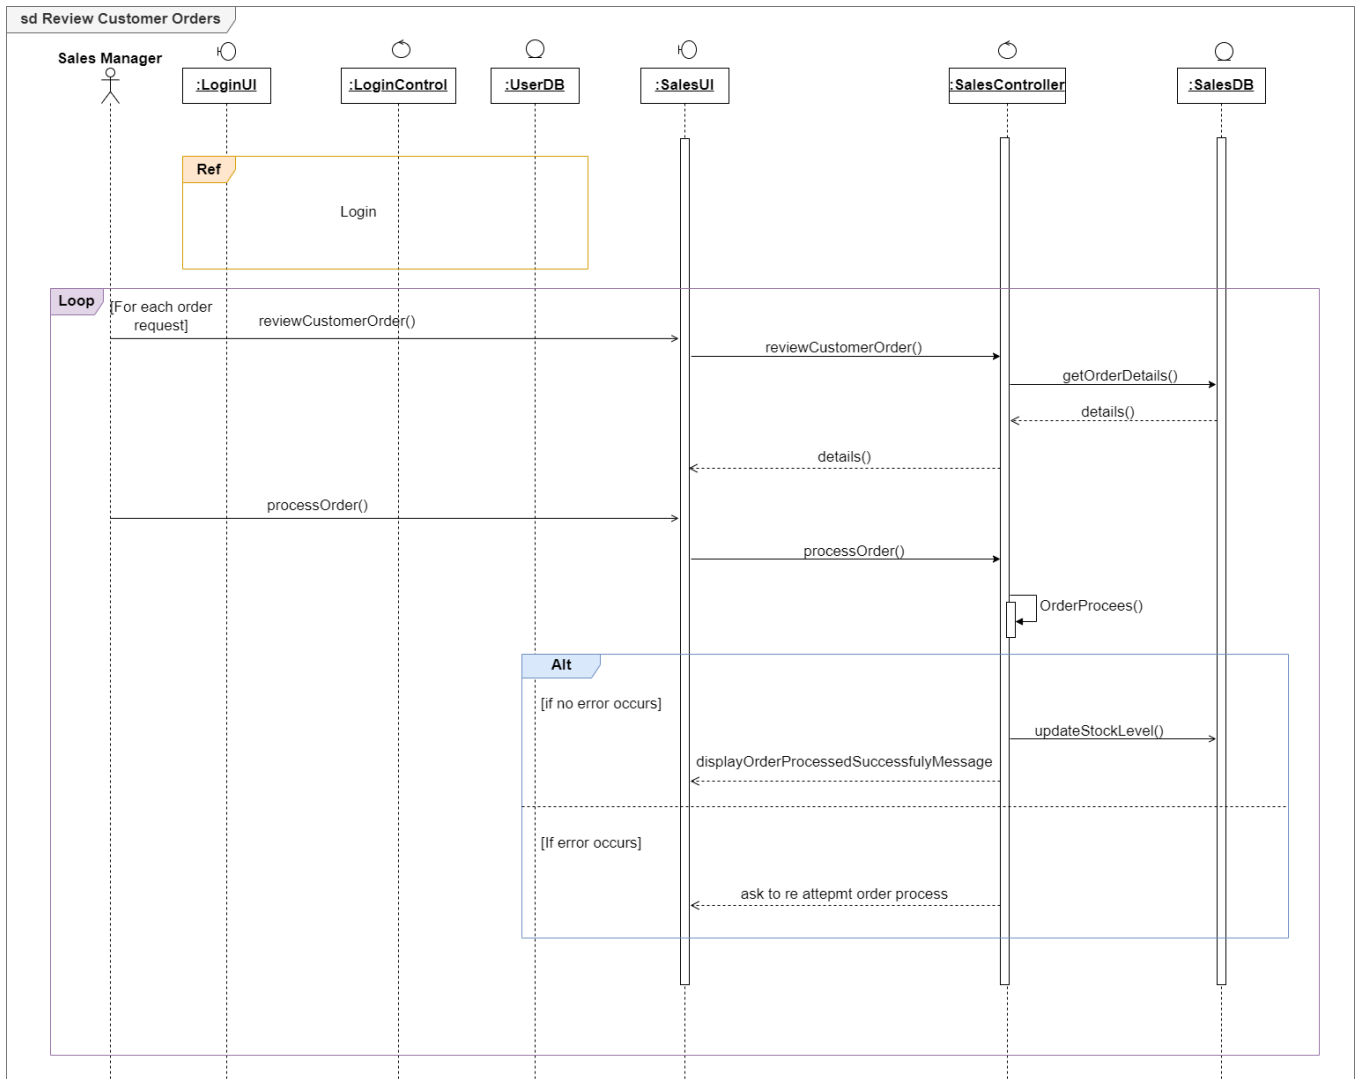 sd Review Customer Orders
Sales Manager
:LoginUI
:LoginControl
:UserDB
:SalesUI
:SalesController
:SalesDB
Ref
Login
Loop
[For each order
request]
reviewCustomerOrder()
reviewCustomerOrder()
getOrderDetails()
details()
details()
processOrder()
processOrder()
OrderProcees()
Alt
[if no error occurs]
updateStockLevel()
displayOrderProcessedSuccessfulyMessage
[If error occurs]
ask to re attepmt order process